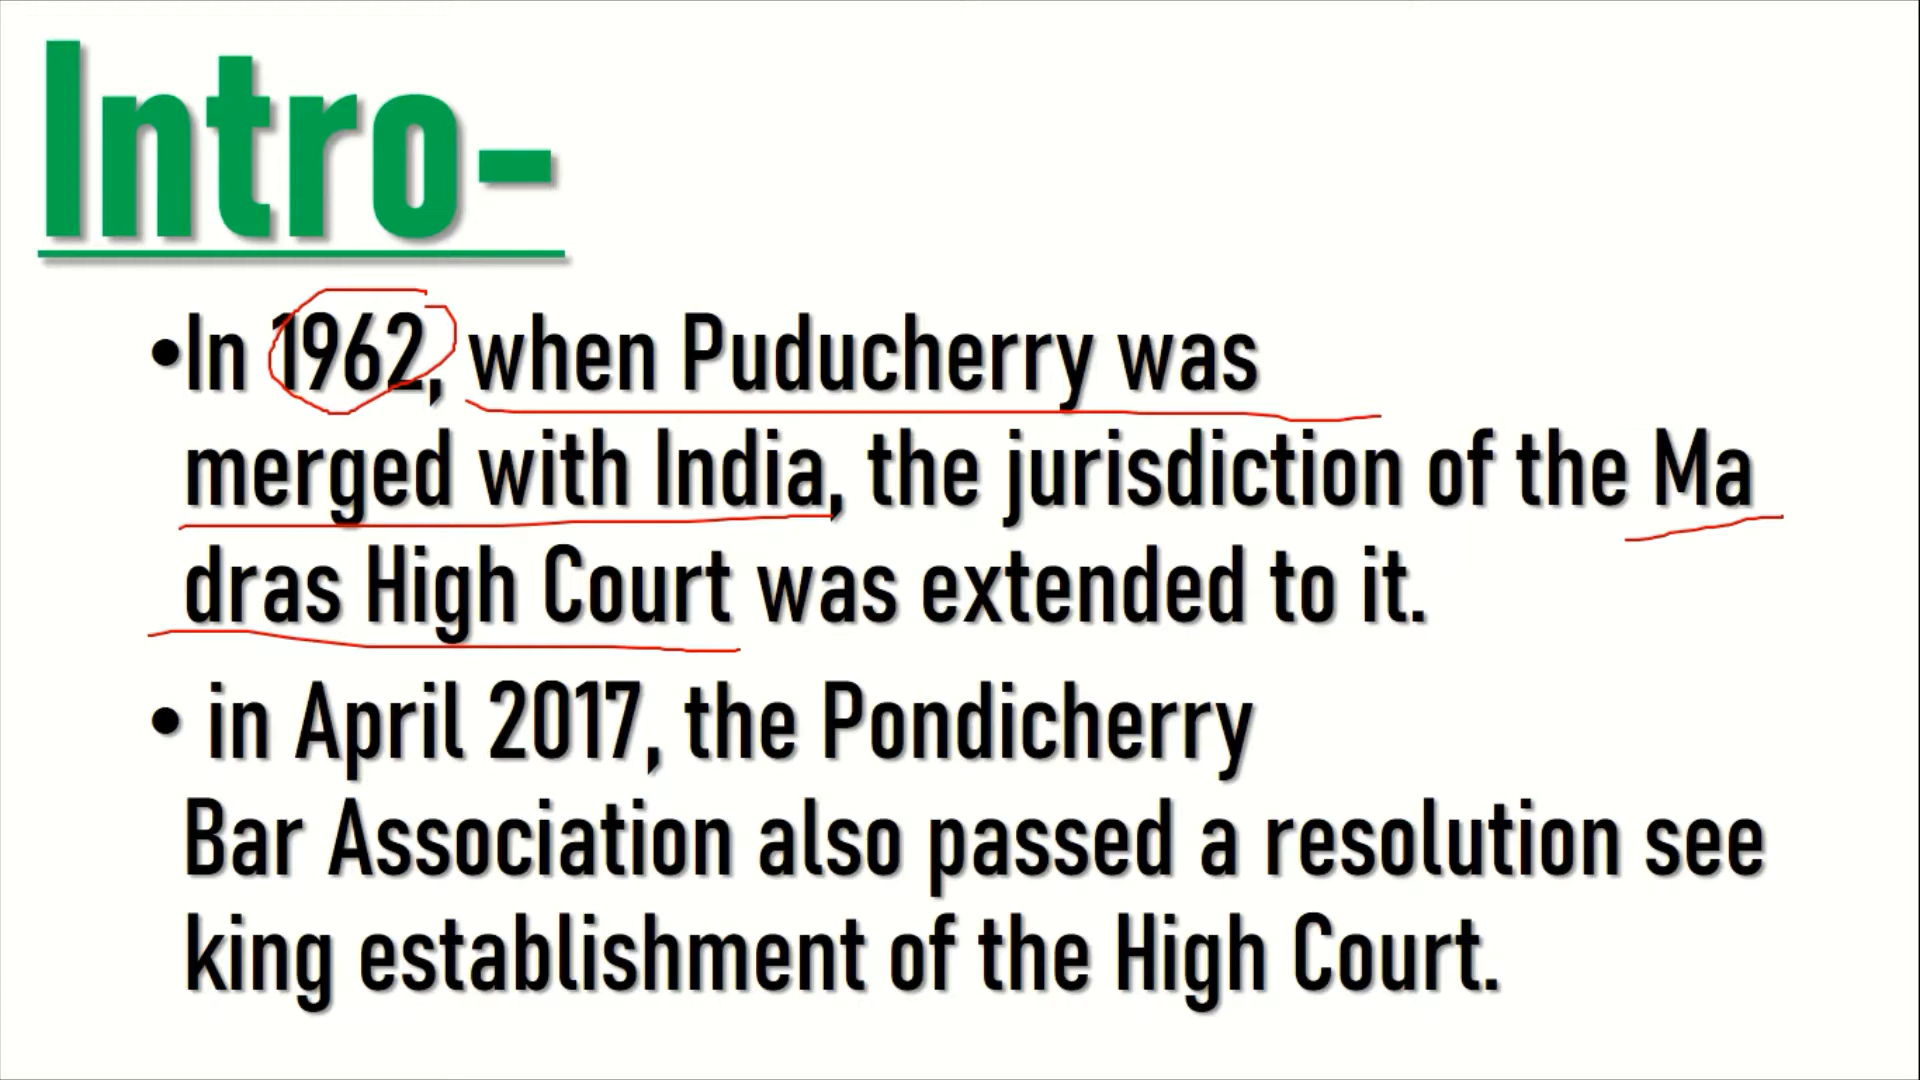 Intro-
•In 1962, when Puducherry was
merged with India, the jurisdiction of the Ma
dras High Court was extended to it.
• in April 2017, the Pondicherry
Bar Association also passed a resolution see
king establishment of the High Court.